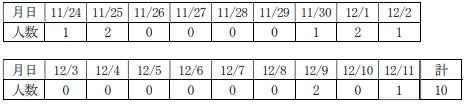 月日 11/24 11/25 11/26 11/27 11/28 11/29 11/30 12/1 12/2
人数 1 2 0 0 0 0 1 2 1
月日 12/3 12/4 12/5 12/6 12/7 12/8 12/9 12/10 12/11 計
人数 0 0 0 0 0 0 2 0 1 10